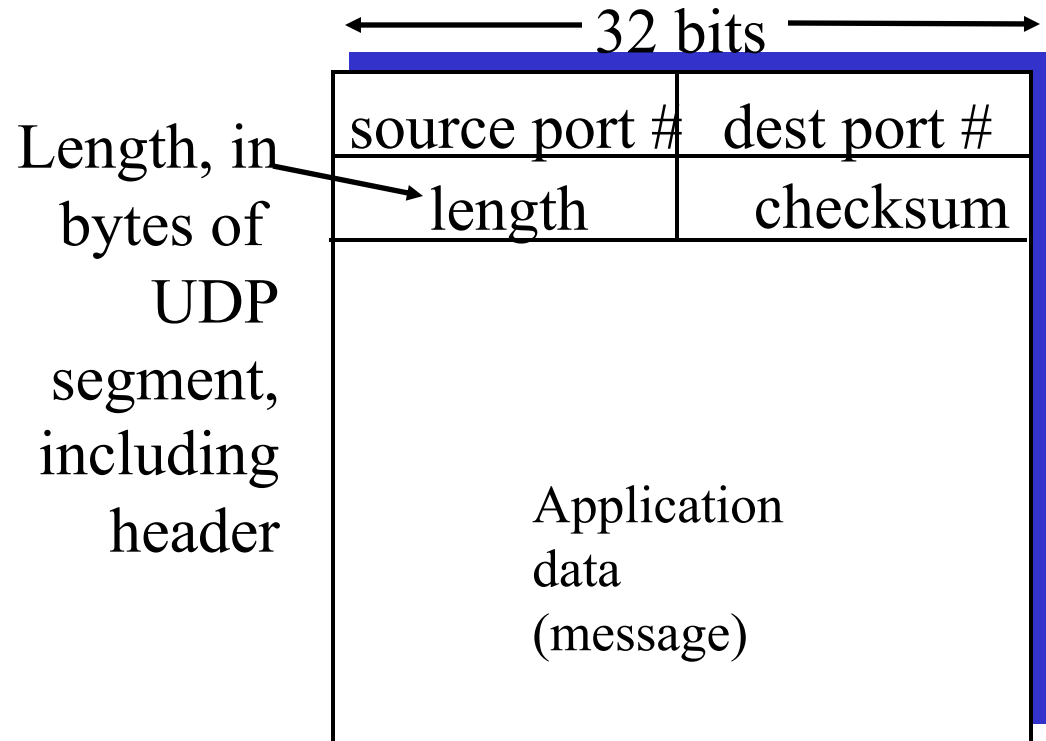 32 bits
source port # dest port #
length checksum
Length, in
bytes of
UDP
segment,
including
header
Application
data
(message)